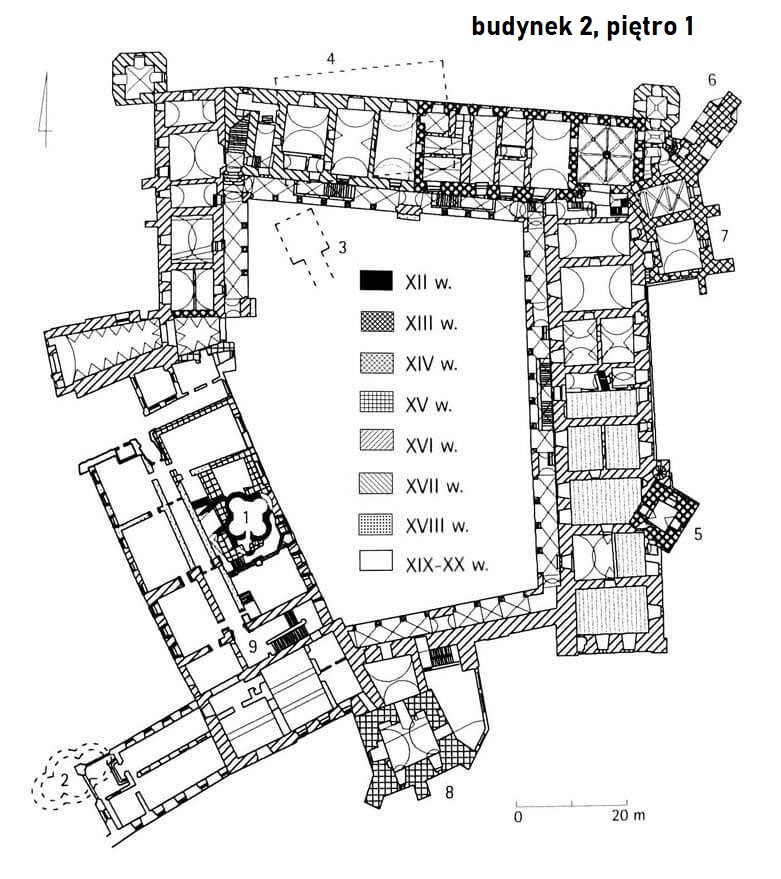 budynek 2, piętro 1
4
6
3
7
XII w.
XIII w.
XIV w.
XV w.
XVI w.
XVII w.
XVIII w.
XIX-XX w.
1
5
9
2
8
0
20 m